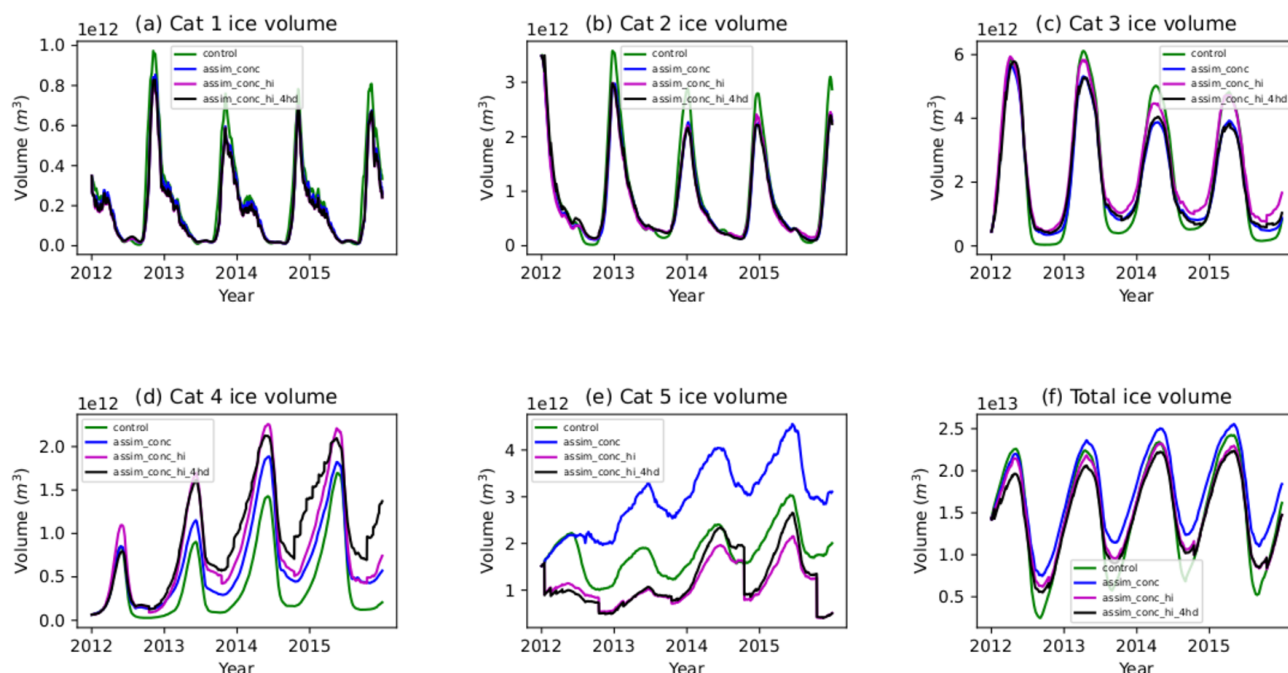 (a) Cat 1 ice volume
1e12
control
assim_conc
assim_conc_hi
assim_conc_hi_4hd
Volume (m³)
1.0
0.8
0.6
0.4
0.2
0.0
2012 2013 2014 2015
Year
(b) Cat 2 ice volume
1e12
control
assim_conc
assim_conc_hi
assim_conc_hi_4hd
Volume (m³)
3
2
1
0
2012 2013 2014 2015
Year
(c) Cat 3 ice volume
1e12
control
assim_conc
assim_conc_hi
assim_conc_hi_4hd
Volume (m³)
6
4
2
0
2012 2013 2014 2015
Year
(d) Cat 4 ice volume
1e12
control
assim_conc
assim_conc_hi
assim_conc_hi_4hd
Volume (m³)
2.0
1.5
1.0
0.5
0.0
2012 2013 2014 2015
Year
(e) Cat 5 ice volume
1e12
control
assim_conc
assim_conc_hi
assim_conc_hi_4hd
Volume (m³)
4
3
2
1
2012 2013 2014 2015
Year
(f) Total ice volume
1e13
Volume (m³)
2.5
2.0
1.5
1.0
0.5
control
assim_conc
assim_conc_hi
assim_conc_hi_4hd
2012 2013 2014 2015
Year